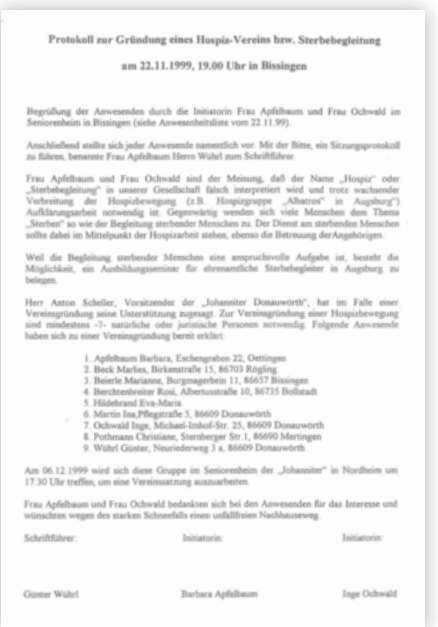 Protokoll zur Gründung eines Hospiz-Vereins bzw. Sterbebegleitung
am 22.11.1999, 19.00 Uhr in Bissingen
Begrüßung der Anwesenden durch die Initiatorin Frau Apfelbaum und Frau Ochwald im
Seniorenheim in Bissingen (siehe Anwesenheitsliste vom 22.11.99).
Anschließend stellte sich jeder Anwesende namentlich vor. Mit der Bitte, ein Sitzungsprotokoll
zu führen, benannte Frau Apfelbaum Herrn Wührl zum Schriftführer.
Frau Apfelbaum und Frau Ochwald sind der Meinung, daß der Name „Hospiz" oder
„Sterbebegleitung" in unserer Gesellschaft falsch interpretiert wird und trotz wachsender
Verbreitung der Hospizbewegung (z.B. Hospizgruppe „Albatros" in Augsburg")
Aufklärungsarbeit notwendig ist. Gegenwärtig wenden sich viele Menschen dem Thema
„Sterben" so wie der Begleitung sterbender Menschen zu. Der Dienst am sterbenden Menschen
sollte dabei im Mittelpunkt der Hospizarbeit stehen, ebenso die Betreuung der Angehörigen.
Weil die Begleitung sterbender Menschen eine anspruchsvolle Aufgabe ist, besteht die
Möglichkeit, ein Ausbildungsseminar für ehrenamtliche Sterbebegleiter in Augsburg zu
belegen.
Herr Anton Scheller, Vorsitzender der „Johanniter Donauwörth", hat im Falle einer
Vereinsgründung seine Unterstützung zugesagt. Zur Vereinsgründung einer Hospizbewegung
sind mindestens -7- natürliche oder juristische Personen notwendig. Folgende Anwesende
haben sich zu einer Vereinsgründung bereit erklärt:
1. Apfelbaum Barbara, Eschengraben 22, Oettingen
2. Beck Marlies, Birkenstraße 15, 86703 Rögling
3. Beierle Marianne, Burgmagerbein 11, 86657 Bissingen
4. Berchtenbreiter Rosi, Albertusstraße 10, 86735 Bollstadt
5. Hildebrand Eva-Maria
6. Martin Ina,Pflegstraße 5, 86609 Donauwörth
7. Ochwald Inge, Michael-Imhof-Str. 25, 86609 Donauwörth
8. Pothmann Christiane, Sternberger Str.1, 86690 Mertingen
9. Wührl Günter, Neuriederweg 3 a, 86609 Donauwörth
Am 06.12.1999 wird sich diese Gruppe im Seniorenheim der „Johanniter" in Nordheim um
17.30 Uhr treffen, um eine Vereinssatzung auszuarbeiten.
Frau Apfelbaum und Frau Ochwald bedankten sich bei den Anwesenden für das Interesse und
wünschten wegen des starken Schneefalls einen unfallfreien Nachhauseweg.
Schriftführer: Initiatorin: Initiatorin:
Günter Wührl Barbara Apfelbaum Inge Ochwald